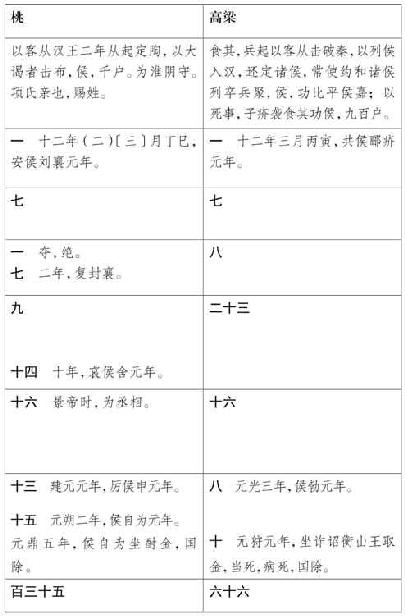 桃
以客从汉王二年从起定陶，以大
谒者击布，侯，千户。为淮阴守。
项氏亲也，赐姓。
一 十二年（二）〔三〕月丁巳，
安侯刘襄元年。
七
一 夺，绝。
七 二年，复封襄。
九
十四 十年，哀侯舍元年。
十六 景帝时，为丞相。
十三 建元元年，厉侯申元年。
十五 元朔二年，侯自为元年。
元鼎五年，侯自为坐酎金，国
除。
百三十五
高梁
食其，兵起以客从击破秦，以列侯
入汉，还定诸侯，常使约和诸侯
列卒兵聚，侯，功比平侯嘉；以
死事，子疥袭食其功侯，九百户。
一 十二年三月丙寅，共侯郦疥
元年。
七
八
二十三
十六
八 元光三年，侯勃元年。
十 元狩元年，坐诈诏衡山王取
金，当死，病死，国除。
六十六